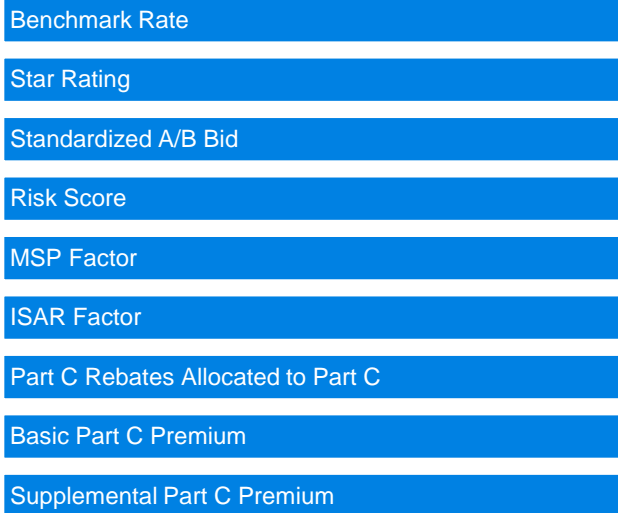 Benchmark Rate
Star Rating
Standardized A/B Bid
Risk Score
MSP Factor
ISAR Factor
Part C Rebates Allocated to Part C
Basic Part C Premium
Supplemental Part C Premium